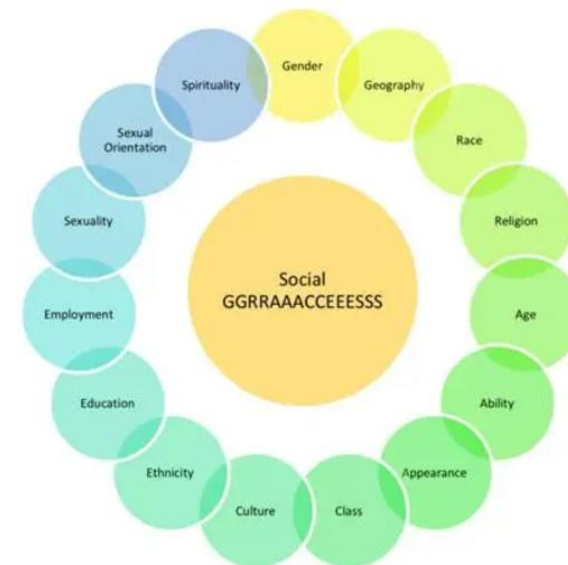 Gender
Geography
Race
Religion
Age
Ability
Appearance
Class
Culture
Ethnicity
Education
Employment
Sexuality
Sexual
Orientation
Spirituality
Social
GGRRAAACCEEESSS